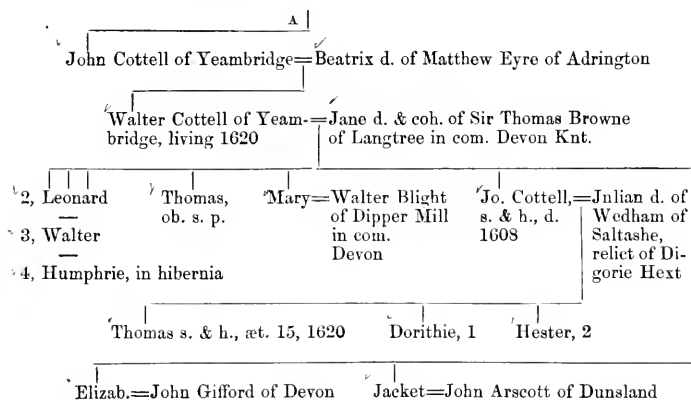 A
John Cottell of Yeambridge=Beatrix d. of Matthew Eyre of Adrington
Walter Cottell of Yeam-=Jane d. & coh. of Sir Thomas Browne
bridge, living 1620 of Langtree in com. Devon Knt.
2, Leonard Thomas, Mary=Walter Blight Jo. Cottell,=Julian d. of
ob. s. p. of Dipper Mill s. & h., d. Wedham of
3, Walter in com. 1608 Saltashe,
Devon relict of Di-
4, Humphrie, in hibernia gorie Hext
Thomas s. & h., æt. 15, 1620 Dorithie, 1 Hester, 2
Elizab.=John Gifford of Devon Jacket=John Arscott of Dunsland